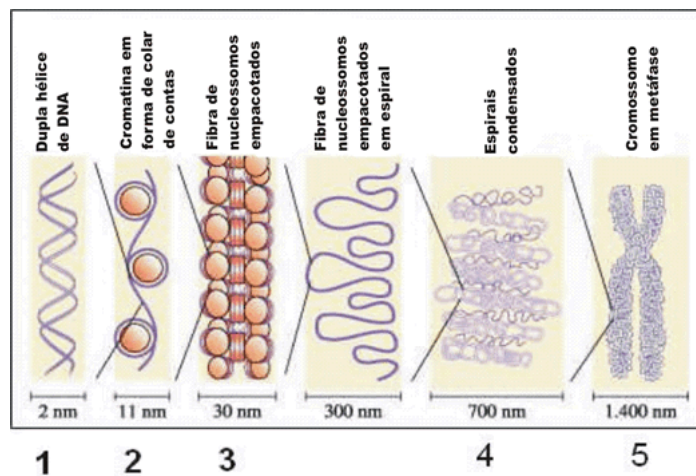 Dupla hélice
de DNA
Cromatina em
forma de colar
de contas
Fibra de
nucleossomos
empacotados
Fibra de
nucleossomos
empacotados
em espiral
Espirais
condensados
Cromossomo
em metáfase
2 nm
11 nm
30 nm
300 nm
700 nm
1.400 nm
1
2
3
4
5